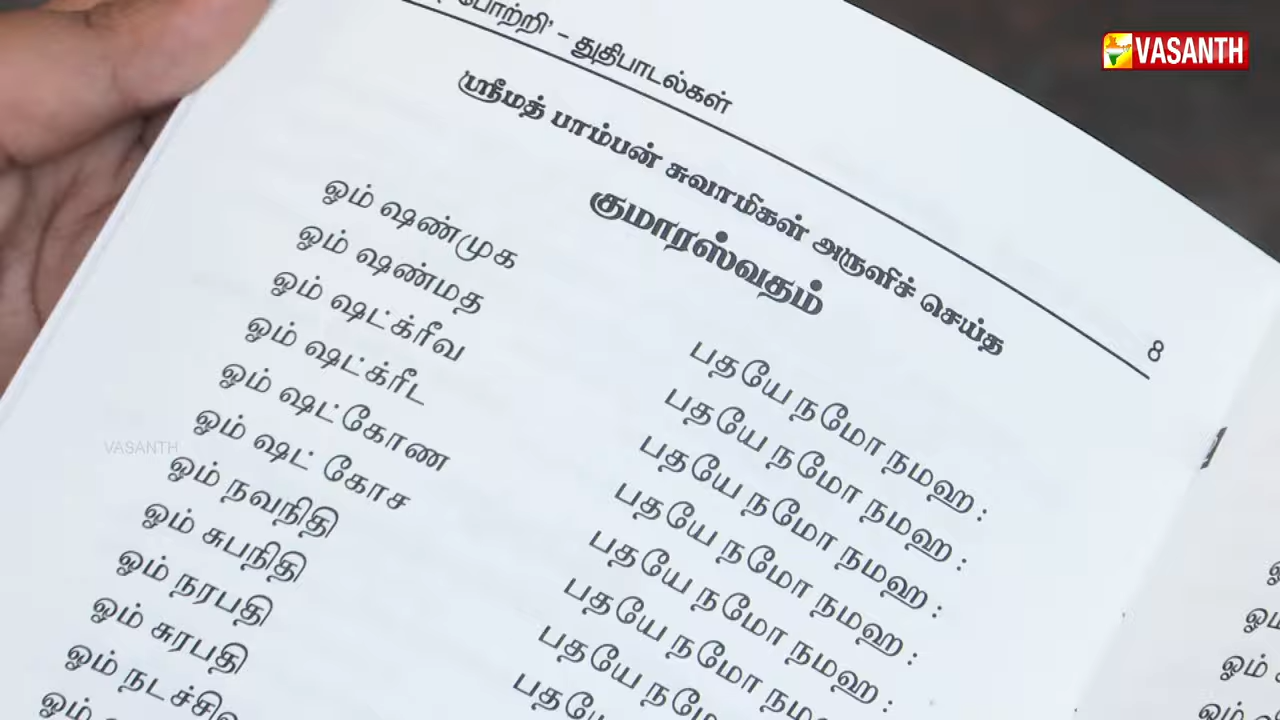 போற்றி' – துதிபாடல்கள்
VASANTH
8
ஸ்ரீமத் பாம்பன் சுவாமிகள் அருளிச் செய்த
குமாரஸ்வதம்
ஓம் ஷண்முக பதயே நமோ நமஹ :
ஓம் ஷண்மத பதயே நமோ நமஹ :
ஓம் ஷட்க்ரீவ பதயே நமோ நமஹ :
ஓம் ஷட்க்ரீட பதயே நமோ நமஹ :
ஓம் ஷட்கோண பதயே நமோ நமஹ :
ஓம் ஷட் கோச பதயே நமோ
ஓம் நவநிதி பதயே
ஓம் சுபநிதி
ஓம் நரபதி
ஓம் சுரபதி
ஓம்
ஓம்
VASANTH